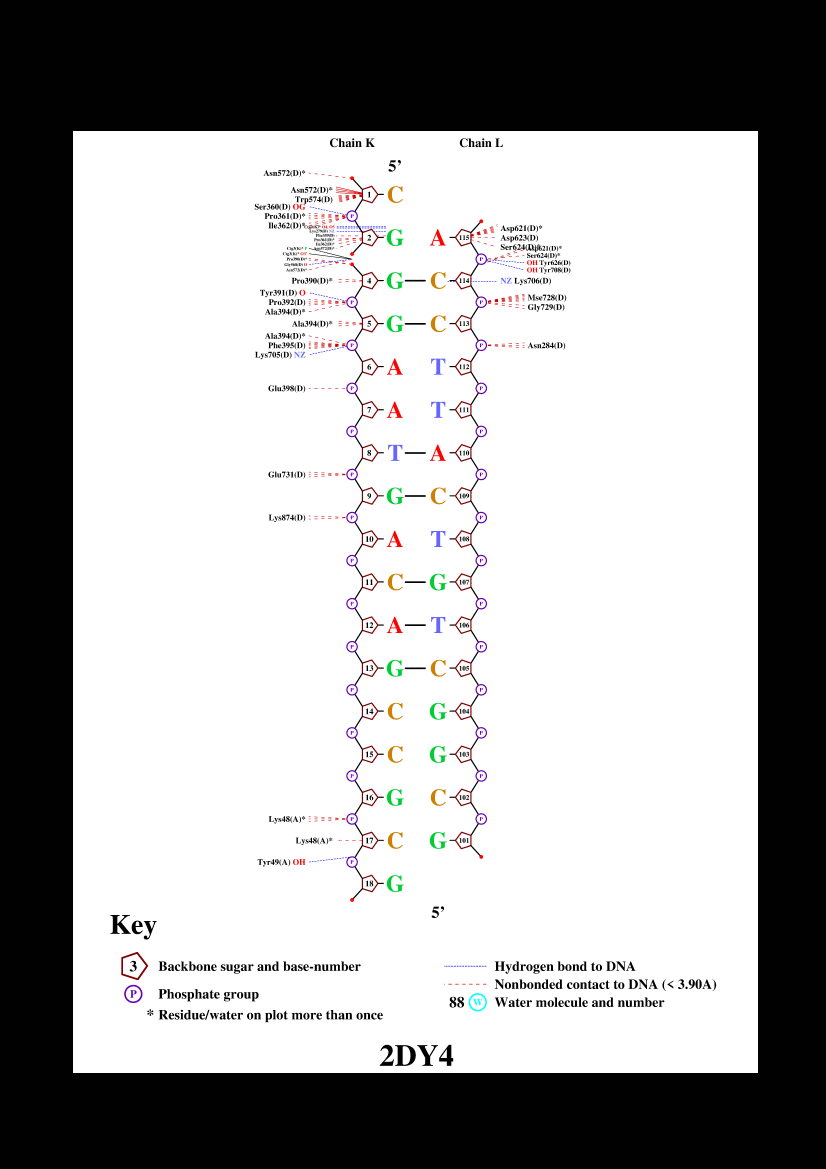 Chain K Chain L
5’
Asn572(D)*
Asn572(D)*
Trp574(D)
Ser360(D) OG
Pro361(D)*
Ile362(D)*
1 C
P
2 G A 115
Asp621(D)*
Asp623(D)
Ser624(D)*
Ser624(D)*
OH Tyr626(D)
OH Tyr708(D)
P
Pro390(D)* 4 G C 114 NZ Lys706(D)
Tyr391(D) O
Pro392(D)
Ala394(D)*
P P
Mse728(D)
Gly729(D)
Ala394(D)* 5 G C 113
Ala394(D)*
Phe395(D)
Lys705(D) NZ
P P Asn284(D)
6 A T 112
Glu398(D) P P
7 A T 111
P P
8 T A 110
Glu731(D) P P
9 G C 109
Lys874(D) P P
10 A T 108
P P
11 C G 107
P P
12 A T 106
P P
13 G C 105
P P
14 C G 104
P P
15 C G 103
P P
16 G C 102
Lys48(A)* P P
Lys48(A)* 17 C G 101
Tyr49(A) OH P
18 G
5’
Key
3 Backbone sugar and base-number
P Phosphate group
* Residue/water on plot more than once
Hydrogen bond to DNA
Nonbonded contact to DNA (< 3.90A)
88 W Water molecule and number
2DY4